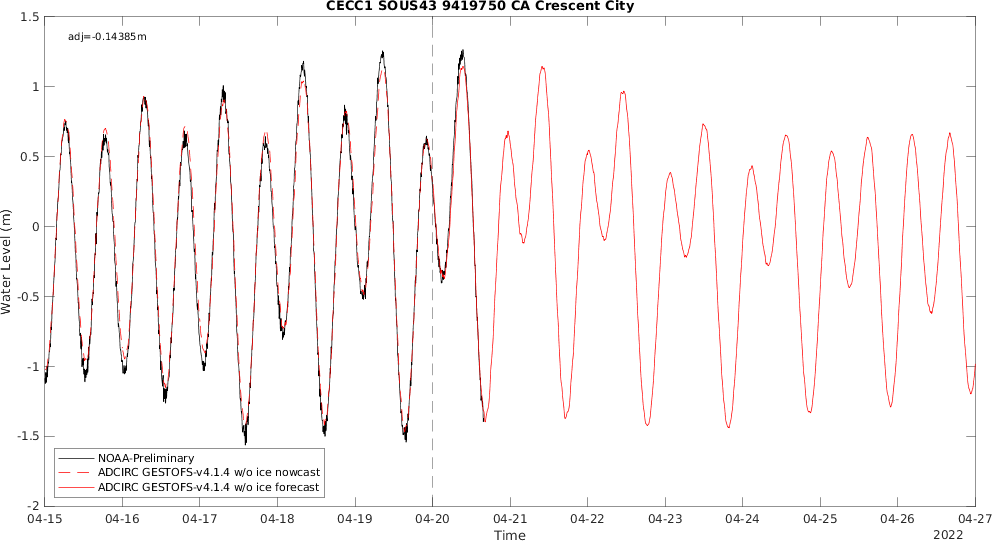 CECC1 SOUS43 9419750 CA Crescent City
adj=-0.14385m
1.5
1
0.5
0
-0.5
-1
-1.5
-2
Water Level (m)
NOAA-Preliminary
ADCIRC GESTOFS-v4.1.4 w/o ice nowcast
ADCIRC GESTOFS-v4.1.4 w/o ice forecast
04-15 04-16 04-17 04-18 04-19 04-20 04-21 04-22 04-23 04-24 04-25 04-26 04-27
Time
2022